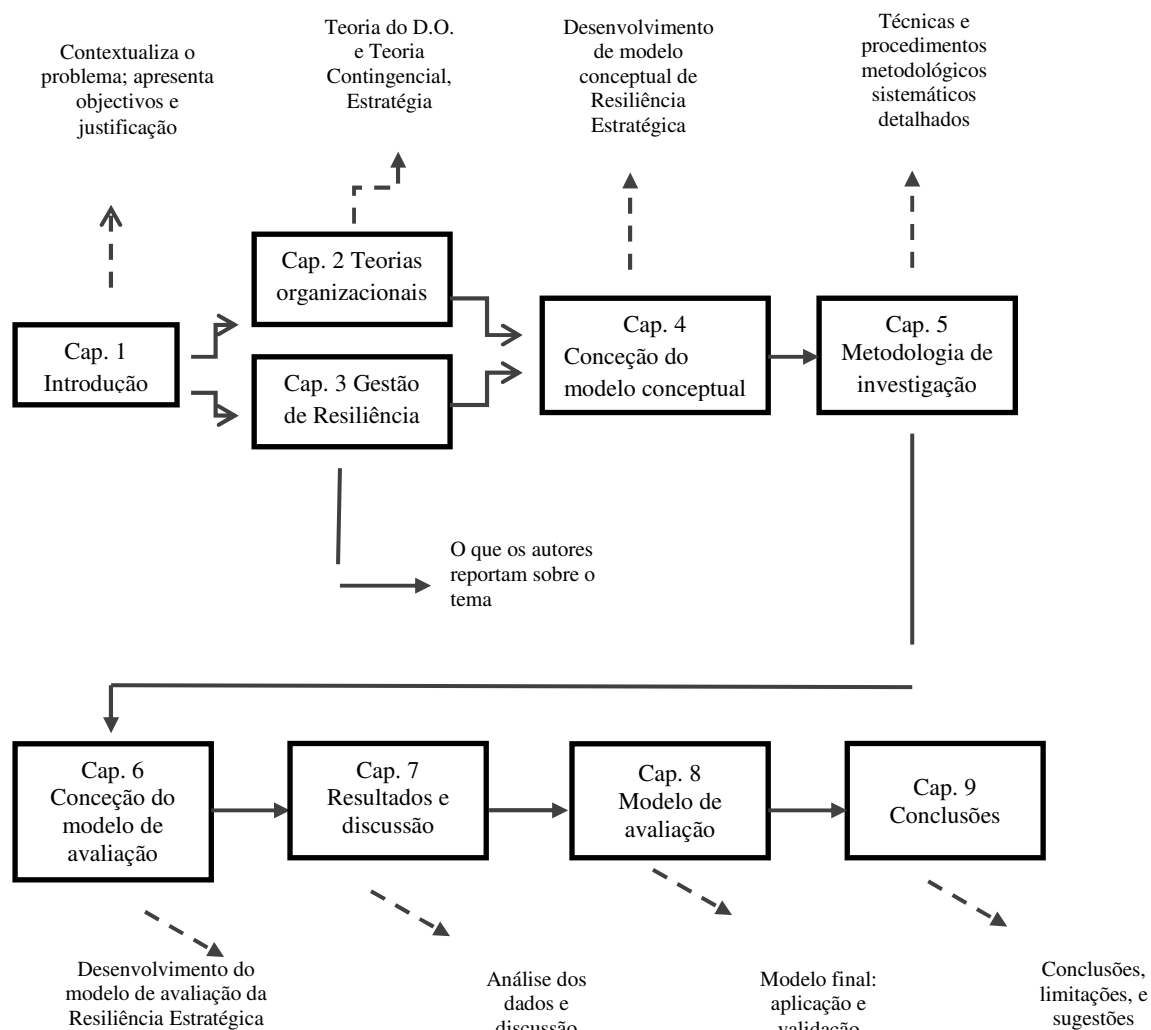 Contextualiza o
problema; apresenta
objectivos e
justificação
Teoria do D.O.
e Teoria
Contingencial,
Estratégia
Desenvolvimento
de modelo
conceptual de
Resiliência
Estratégica
Técnicas e
procedimentos
metodológicos
sistemáticos
detalhados
Cap. 1
Introdução
Cap. 2 Teorias
organizacionais
Cap. 3 Gestão
de Resiliência
Cap. 4
Conceção do
modelo conceptual
Cap. 5
Metodologia de
investigação
O que os autores
reportam sobre o
tema
Cap. 6
Conceção do
modelo de
avaliação
Cap. 7
Resultados e
discussão
Cap. 8
Modelo de
avaliação
Cap. 9
Conclusões
Desenvolvimento do
modelo de avaliação da
Resiliência Estratégica
Análise dos
dados e
discussão
Modelo final:
aplicação e
validação
Conclusões,
limitações, e
sugestões